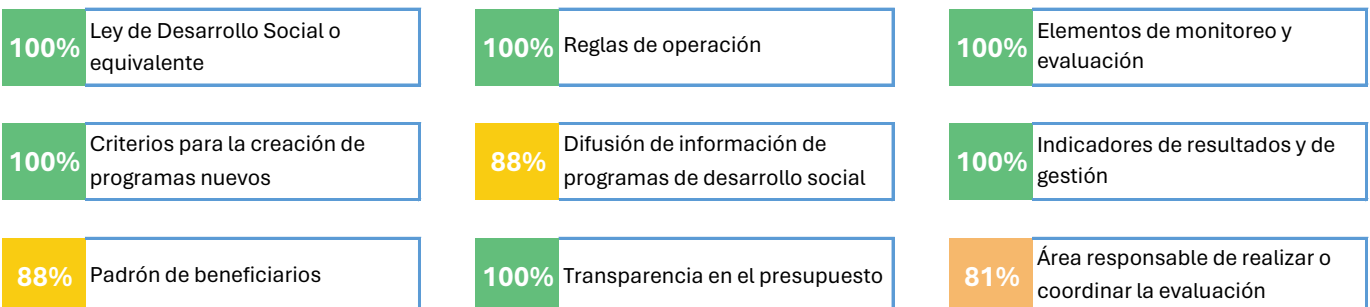 100% Ley de Desarrollo Social o
equivalente
100% Reglas de operación
100% Elementos de monitoreo y
evaluación
100% Criterios para la creación de
programas nuevos
88% Difusión de información de
programas de desarrollo social
100% Indicadores de resultados y de
gestión
88% Padrón de beneficiarios
100% Transparencia en el presupuesto
81% Área responsable de realizar o
coordinar la evaluación